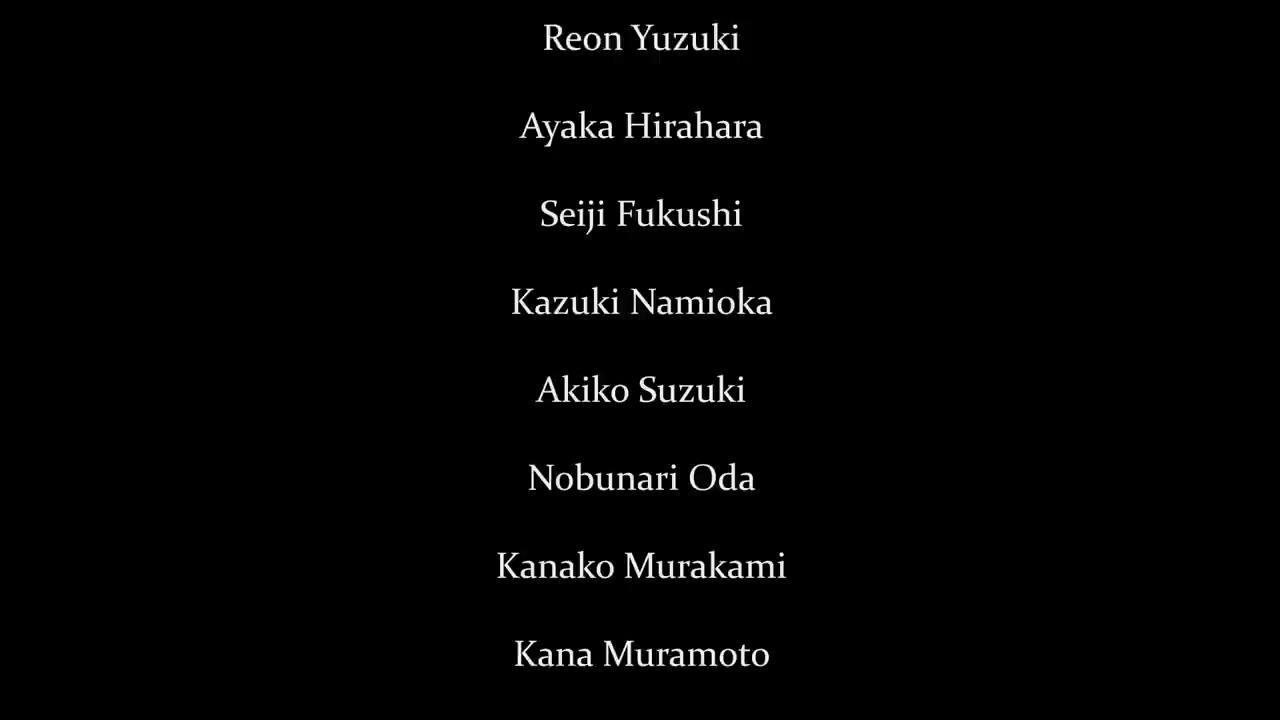 Reon Yuzuki
Ayaka Hirahara
Seiji Fukushi
Kazuki Namioka
Akiko Suzuki
Nobunari Oda
Kanako Murakami
Kana Muramoto